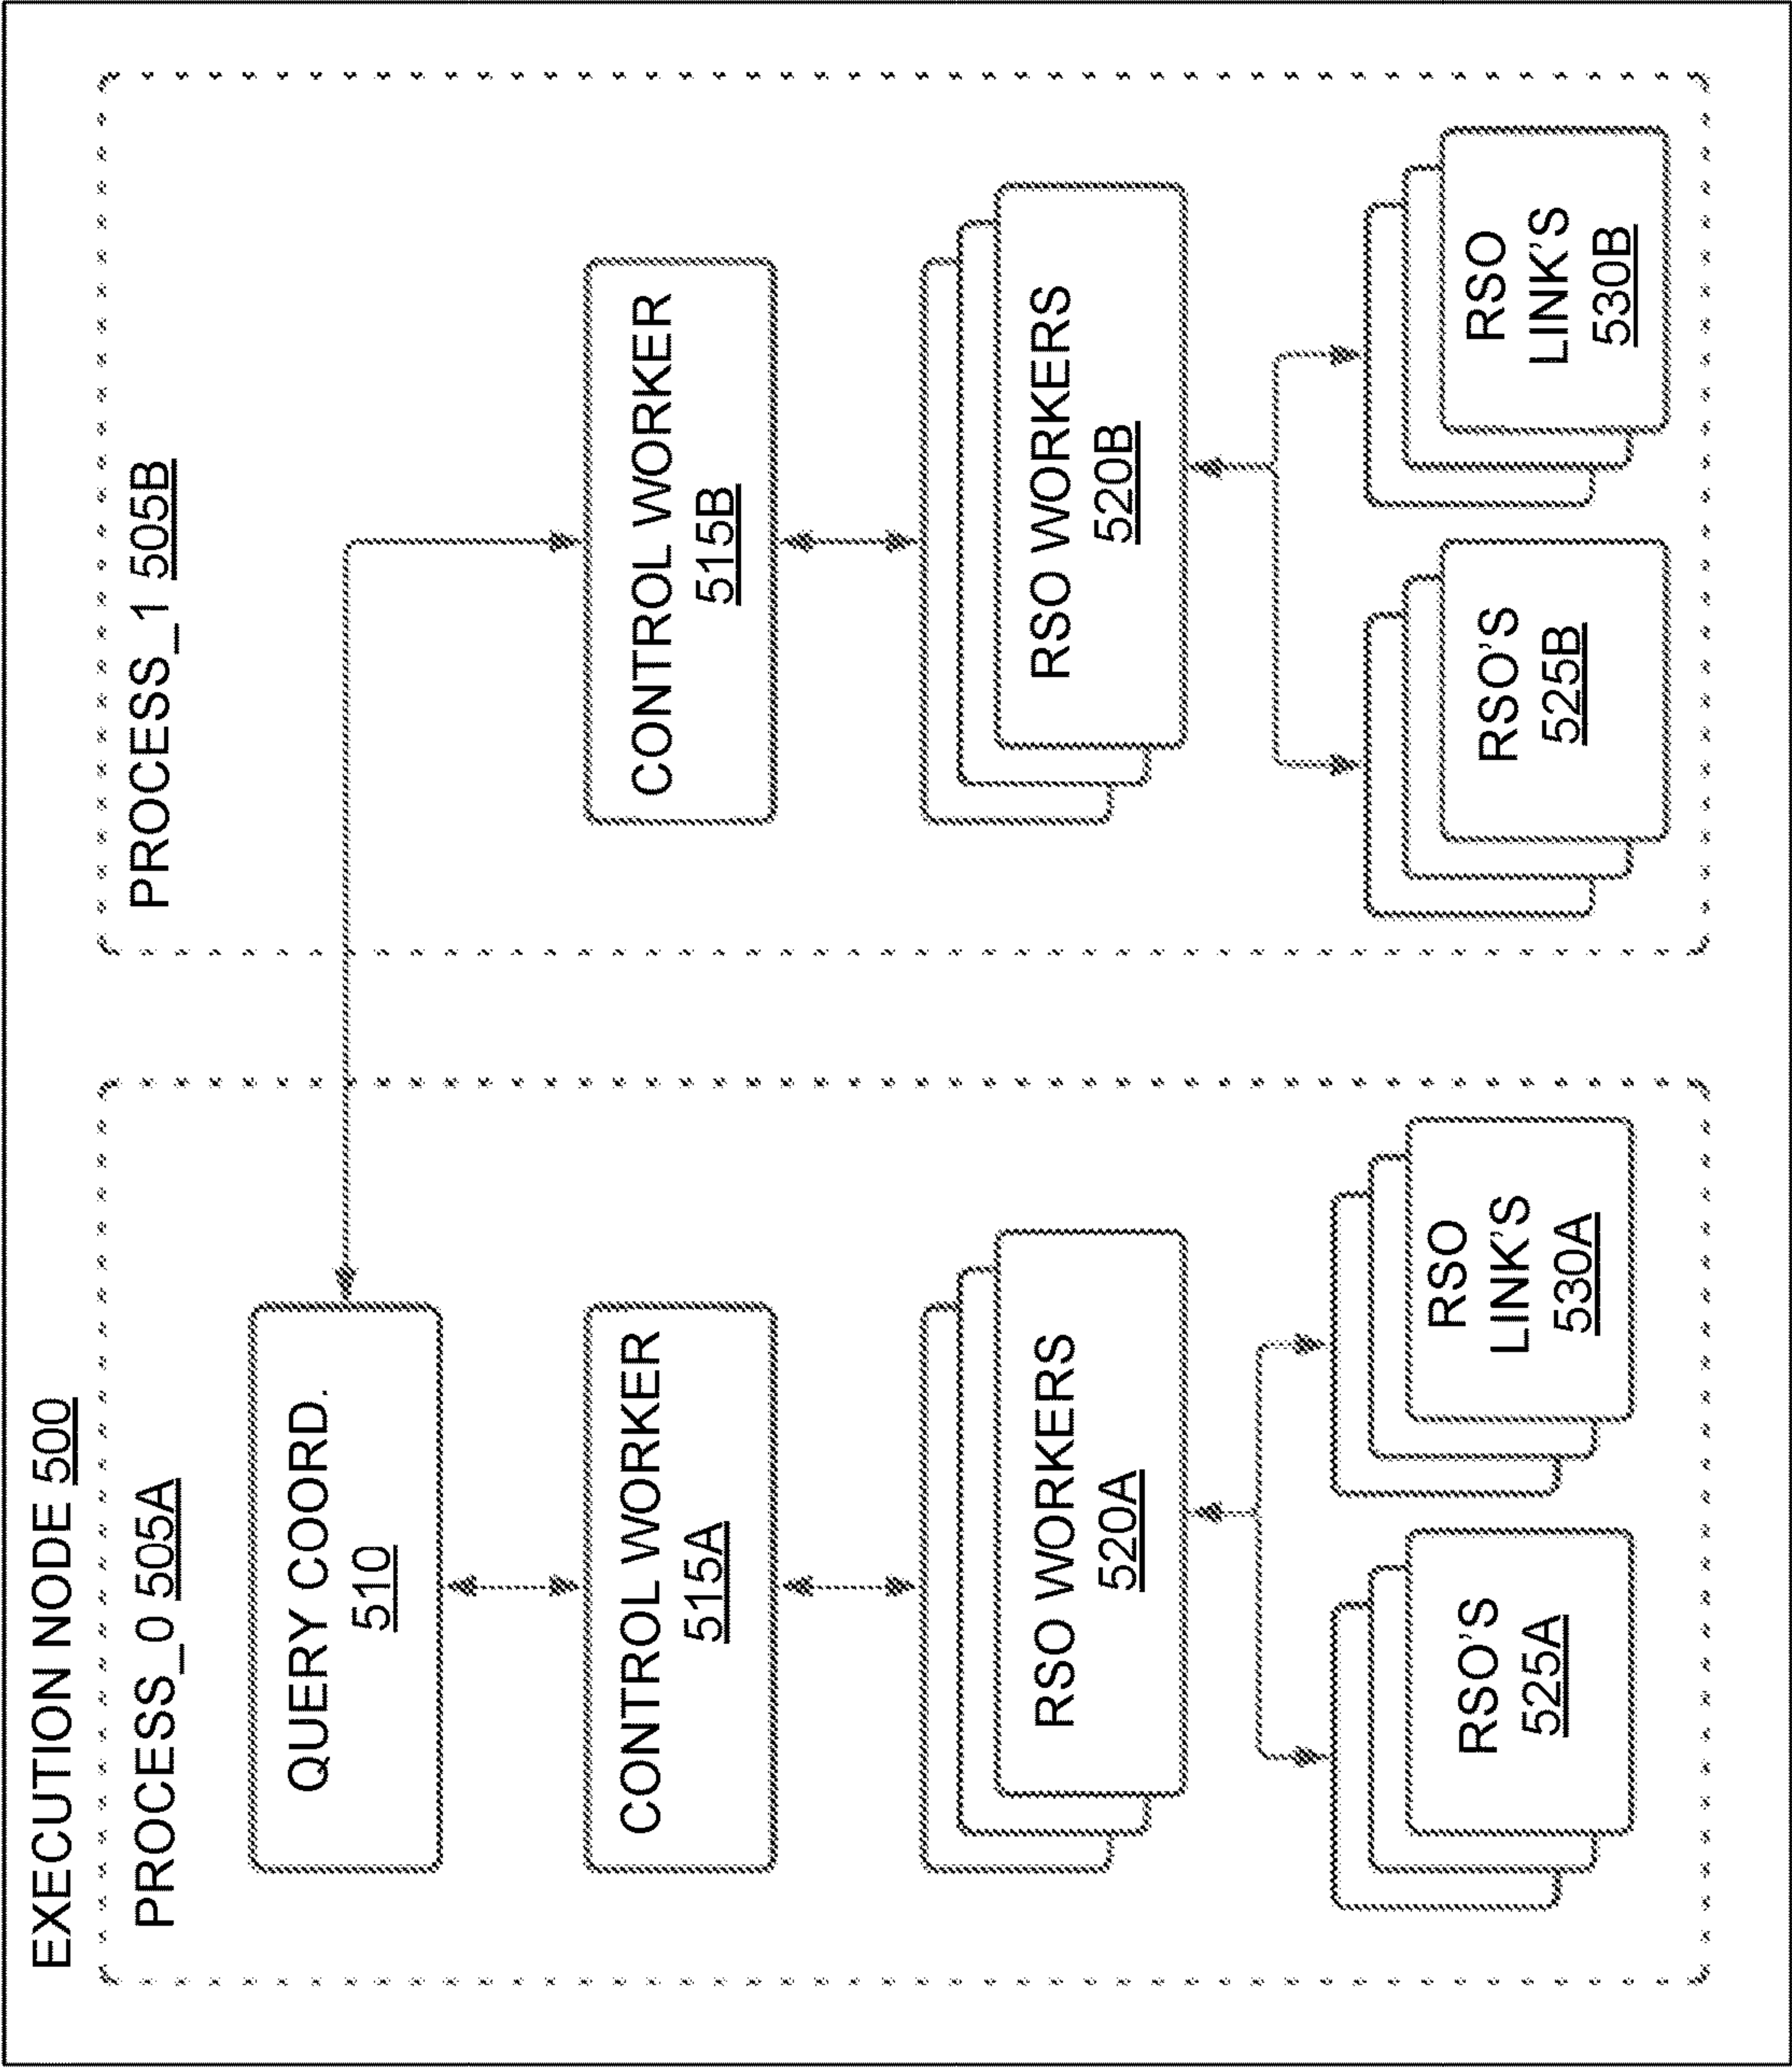 EXECUTION NODE 500
PROCESS_0 505A
QUERY COORD.
510
CONTROL WORKER
515A
RSO WORKERS
520A
RSO'S
525A
RSO
LINK'S
530A
PROCESS_1 505B
CONTROL WORKER
515B
RSO WORKERS
520B
RSO'S
525B
RSO
LINK'S
530B